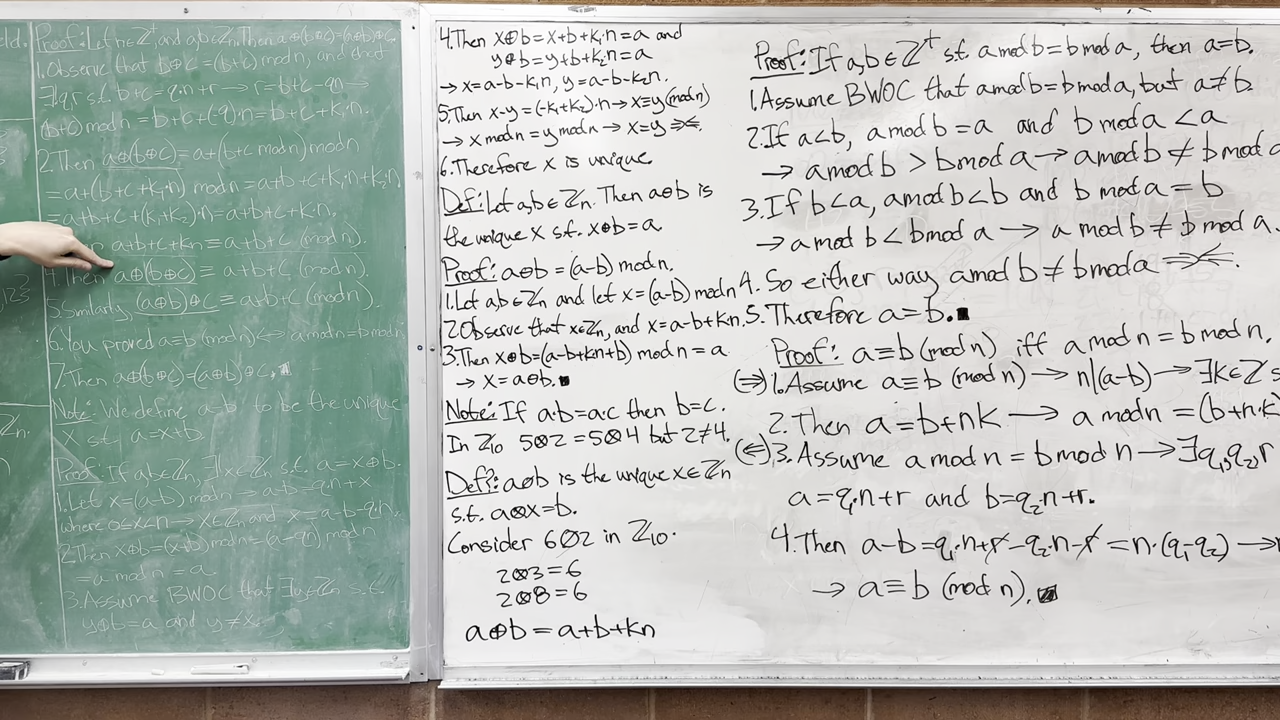 Proof: Let n∈ℤ⁺ and a,b,c∈ℤn. Then a⊕(b⊕c)=(a⊕b)⊕c.
1. Observe that b⊕c=(b+c) mod n, and that
∃q,r s.t. b+c=q·n+r → r=b+c-qn →
(b+c) mod n = b+c+(-q)n = b+c+k₁n.
2. Then a⊕(b⊕c) = a+(b+c mod n) mod n
=a+(b+c+k₁·n) mod n = a+b+c+k₁·n+k₂n
=a+b+c+(k₁+k₂)·n = a+b+c+kn.
a+b+c+kn ≡ a+b+c (mod n).
4. Then a⊕(b⊕c) ≡ a+b+c (mod n).
5. Similarly, (a⊕b)⊕c ≡ a+b+c (mod n).
6. You proved a≡b (mod n) ⟺ a mod n = b mod n
7. Then a⊕(b⊕c)=(a⊕b)⊕c. ∎
Note: We define a-b to be the unique
x s.t. a=x+b.
Proof: If a,b∈ℤn, ∃!x∈ℤn s.t. a=x⊕b.
1. Let x=(a-b) mod n → a-b=qn+x
where 0≤x<n → x∈ℤn and x=a-b-qn.
2. Then x⊕b=(x+b) mod n=(a-qn) mod n
= a mod n = a
3. Assume BWOC that ∃y∈ℤn s.t.
y⊕b=a and y≠x.
4. Then x⊕b=x+b+k₁n=a and
y⊕b=y+b+k₂n=a
→ x=a-b-k₁n, y=a-b-k₂n.
5. Then x-y=(-k₁+k₂)·n → x≡y (mod n)
→ x mod n = y mod n → x=y ⇒⇐.
6. Therefore x is unique
Def: Let a,b∈ℤn. Then a⊖b is
the unique x s.t. x⊕b=a
Proof: a⊖b=(a-b) mod n.
1. Let a,b∈ℤn and let x=(a-b) mod n
2. Observe that x∈ℤn, and x=a-b+kn.
3. Then x⊕b=(a-b+kn+b) mod n = a
→ x=a⊖b. ∎
Note: If a·b=a·c then b=c.
In ℤ₁₀ 5⊗2=5⊗4 but 2≠4.
Def?: a⊘b is the unique x∈ℤn
s.t. a⊗x=b.
Consider 6⊘2 in ℤ₁₀.
2⊗3=6
2⊗8=6
a⊕b=a+b+kn
Proof: If a,b∈ℤ⁺ s.t. a mod b=b mod a, then a=b.
1. Assume BWOC that a mod b=b mod a, but a≠b
2. If a<b, a mod b=a and b mod a<a
→ a mod b > b mod a → a mod b ≠ b mod a
3. If b<a, a mod b<b and b mod a = b
→ a mod b < b mod a → a mod b ≠ b mod a.
4. So either way a mod b ≠ b mod a ⇒⇐.
5. Therefore a=b. ∎
Proof: a≡b (mod n) iff a mod n = b mod n.
(⇒) 1. Assume a≡b (mod n) → n|(a-b) → ∃k∈ℤ s
2. Then a=b+nk → a mod n=(b+n·k)
(⇐) 3. Assume a mod n = b mod n → ∃q₁,q₂,r
a=q₁·n+r and b=q₂·n+r.
4. Then a-b=q₁·n+r-q₂·n-r=n·(q₁-q₂) →
→ a≡b (mod n). ∎